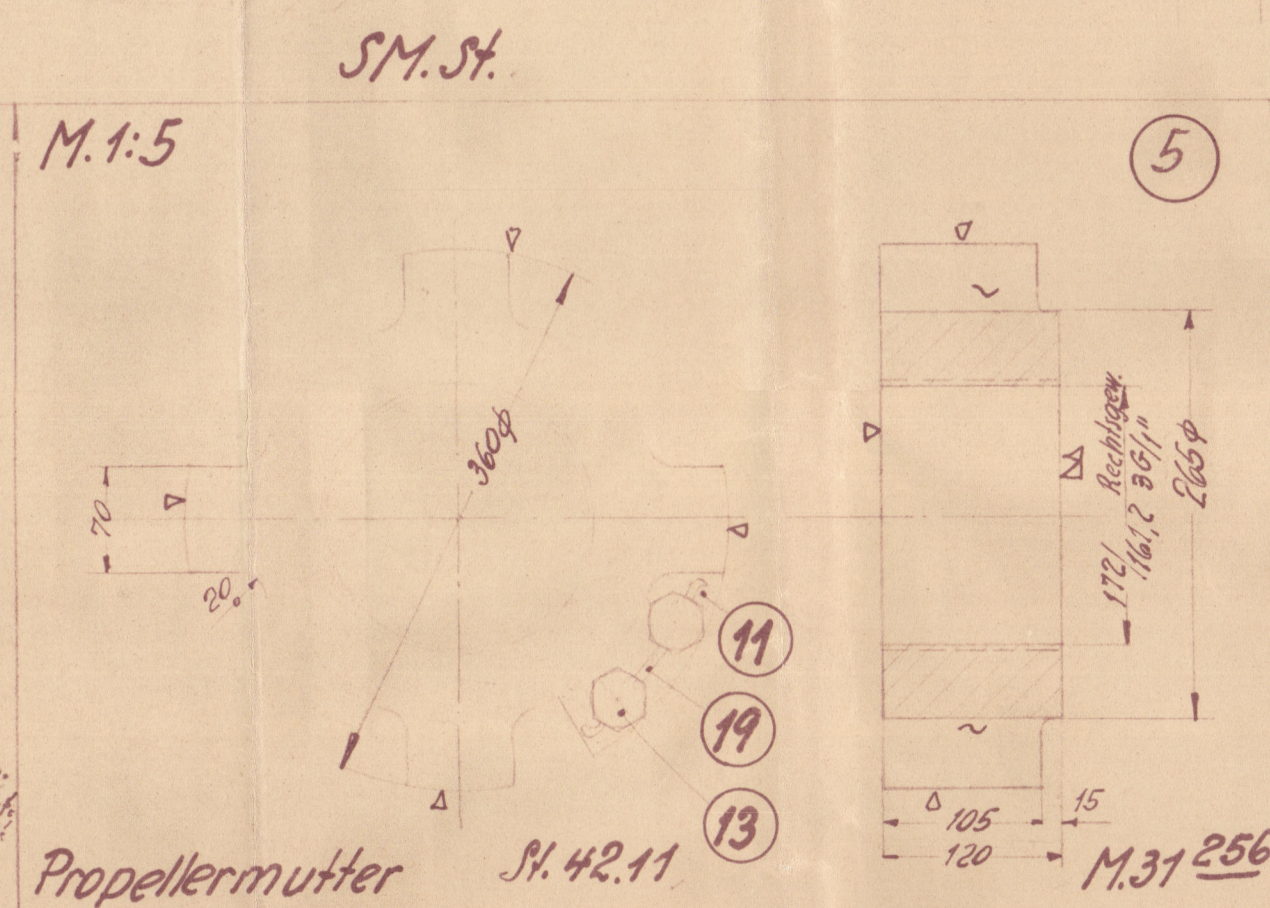 SM. St.
M. 1:5
5
360ϕ
70
20
11
19
13
172/
161,2 3G/1"
Rechtsgew.
265ϕ
105
15
120
Propellermutter
St. 42.11
M.31 256